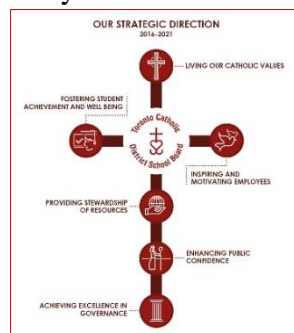 OUR STRATEGIC DIRECTION
2016-2021
LIVING OUR CATHOLIC VALUES
FOSTERING STUDENT
ACHIEVEMENT AND WELL BEING
Toronto Catholic
District School Board
INSPIRING AND
MOTIVATING EMPLOYEES
PROVIDING STEWARDSHIP
OF RESOURCES
ENHANCING PUBLIC
CONFIDENCE
ACHIEVING EXCELLENCE IN
GOVERNANCE